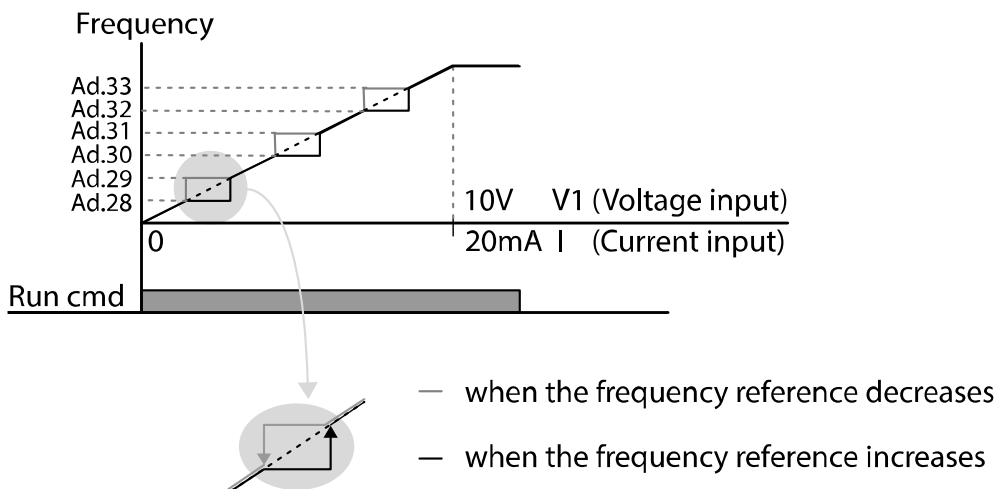 Frequency
Ad.33
Ad.32
Ad.31
Ad.30
Ad.29
Ad.28
10V V1 (Voltage input)
0
20mA I (Current input)
Run cmd
when the frequency reference decreases
when the frequency reference increases